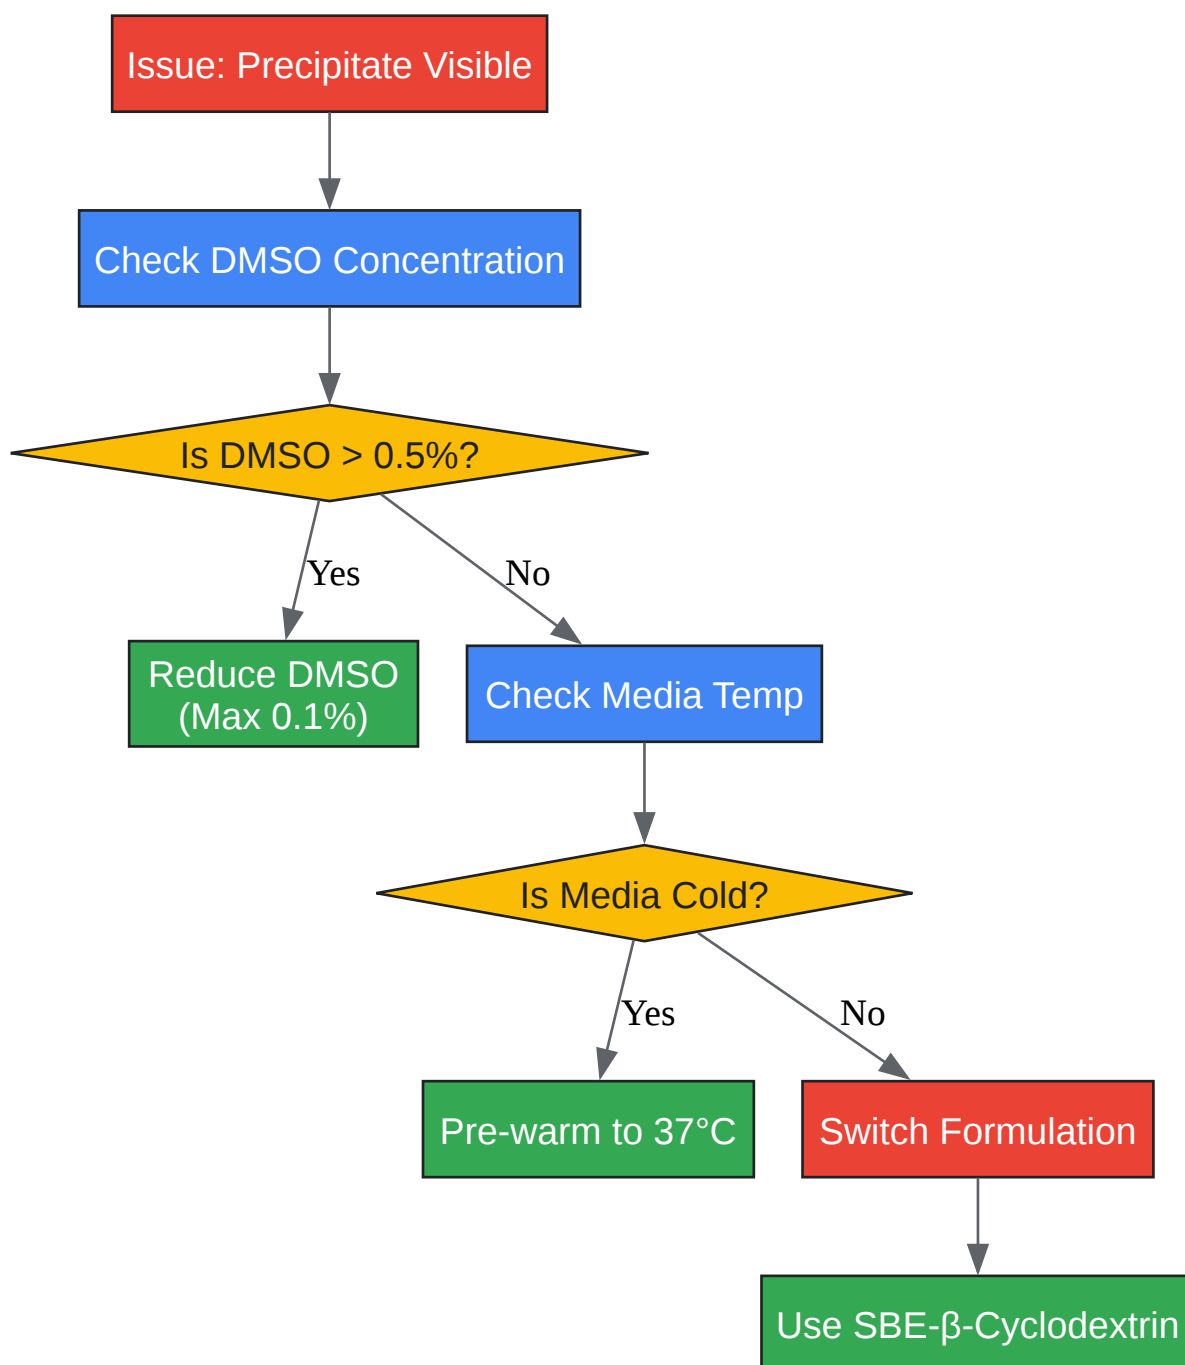 Issue: Precipitate Visible
Check DMSO Concentration
Is DMSO > 0.5%?
Yes
No
Reduce DMSO
(Max 0.1%)
Check Media Temp
Is Media Cold?
Yes
No
Pre-warm to 37°C
Switch Formulation
Use SBE-β-Cyclodextrin